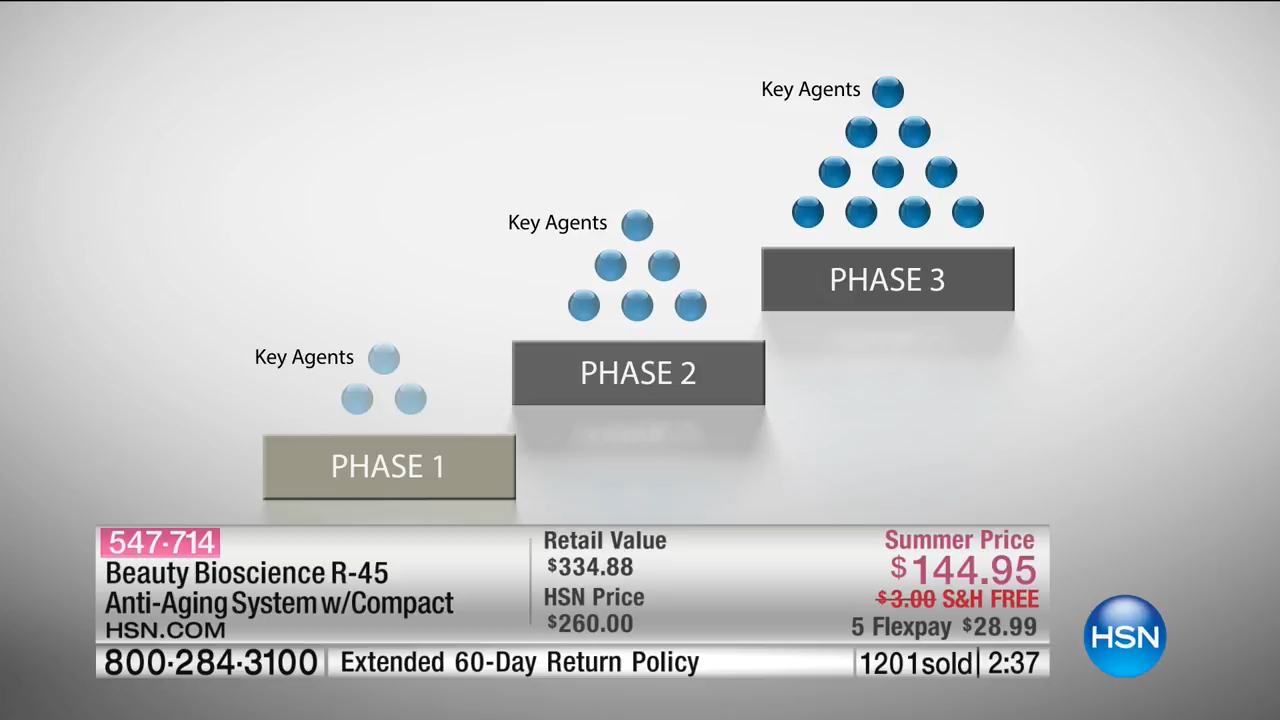 Key Agents
Key Agents
Key Agents
PHASE 3
PHASE 2
PHASE 1
547·714
Beauty Bioscience R-45
Anti-Aging System w/Compact
HSN.COM
Retail Value
$334.88
HSN Price
$260.00
Summer Price
$144.95
$3.00 S&H FREE
5 Flexpay $28.99
HSN
800·284·3100
Extended 60-Day Return Policy
1201sold
2:37